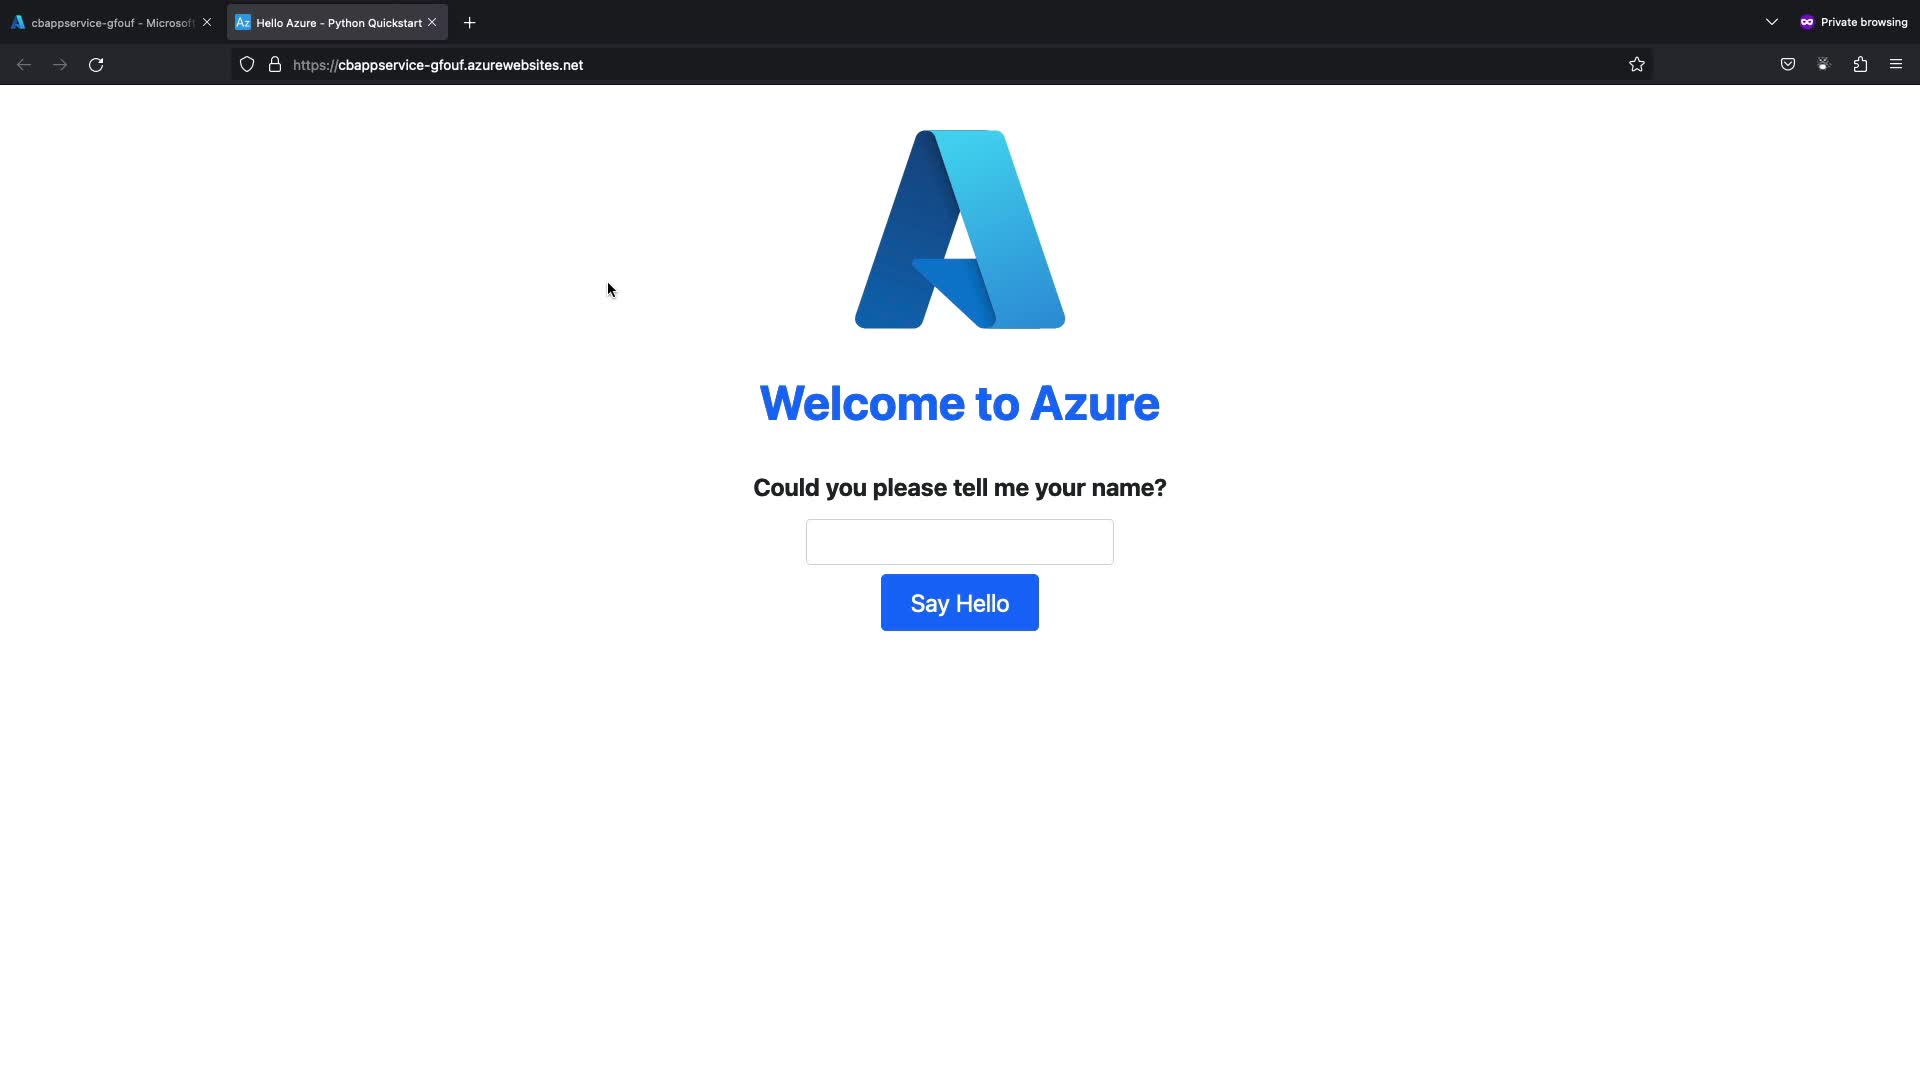 cbappservice-gfouf - Microsof
Az Hello Azure - Python Quickstart
Private browsing
https://cbappservice-gfouf.azurewebsites.net
Welcome to Azure
Could you please tell me your name?
Say Hello